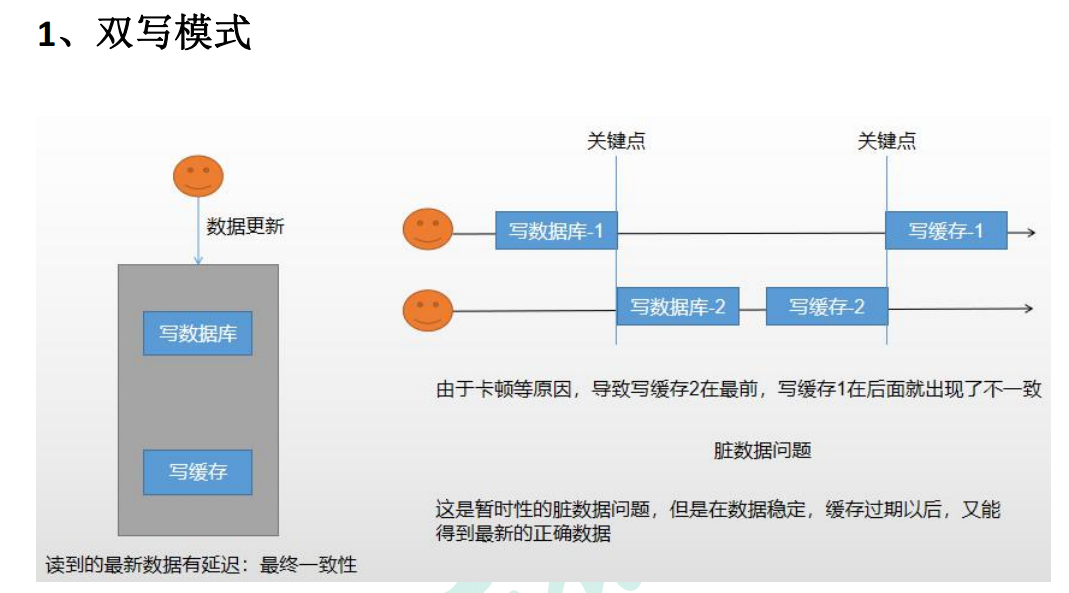 1、双写模式
关键点
关键点
数据更新
写数据库-1
写缓存-1
写数据库-2
写缓存-2
写数据库
写缓存
由于卡顿等原因，导致写缓存2在最前，写缓存1在后面就出现了不一致
脏数据问题
这是暂时性的脏数据问题，但是在数据稳定，缓存过期以后，又能
得到最新的正确数据
读到的最新数据有延迟：最终一致性